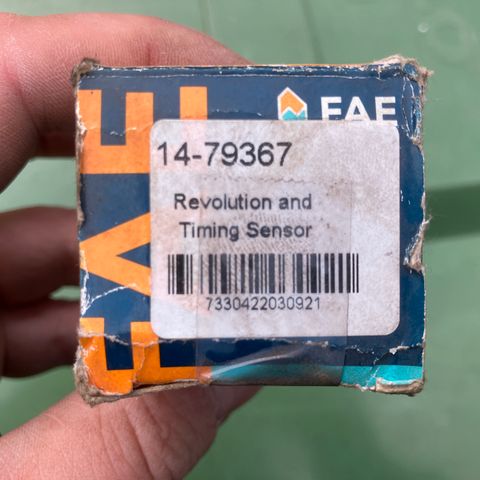 FAE
14-79367
Revolution and
Timing Sensor
7330422030921